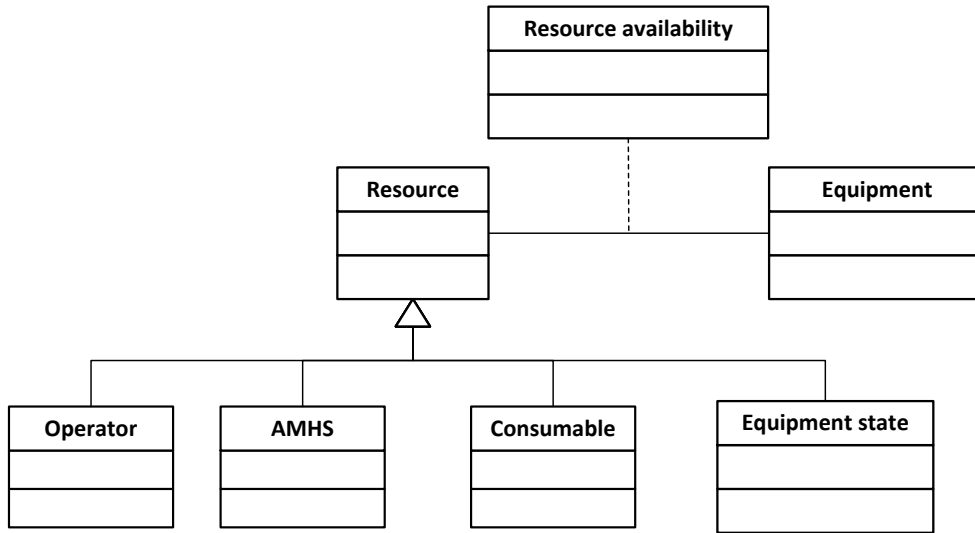 Resource availability
Resource
Equipment
Operator
AMHS
Consumable
Equipment state